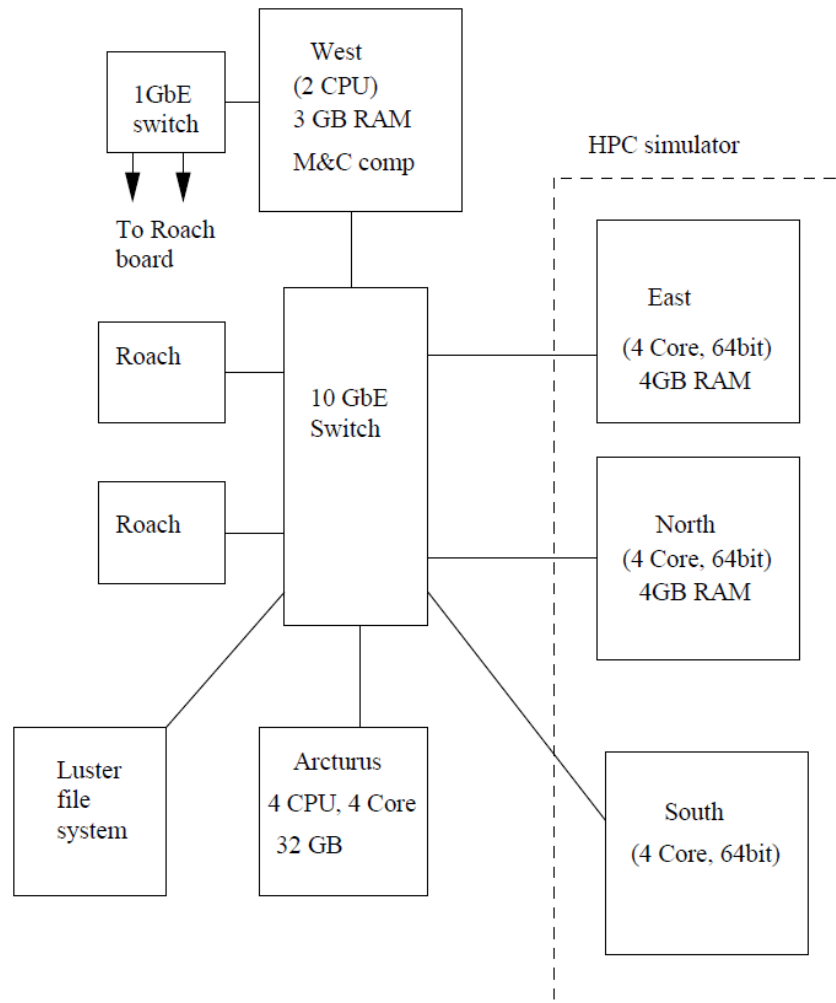 West
(2 CPU)
3 GB RAM
M&C comp
1GbE
switch
To Roach
board
HPC simulator
East
(4 Core, 64bit)
4GB RAM
Roach
10 GbE
Switch
Roach
North
(4 Core, 64bit)
4GB RAM
Luster
file
system
Arcturus
4 CPU, 4 Core
32 GB
South
(4 Core, 64bit)